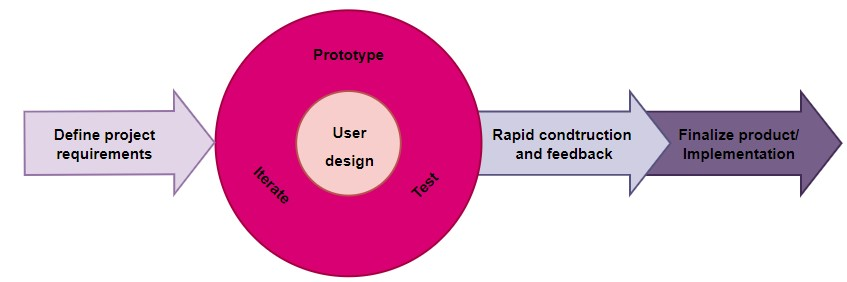 Define project
requirements
Prototype
User
design
Iterate
Test
Rapid condtruction
and feedback
Finalize product/
Implementation